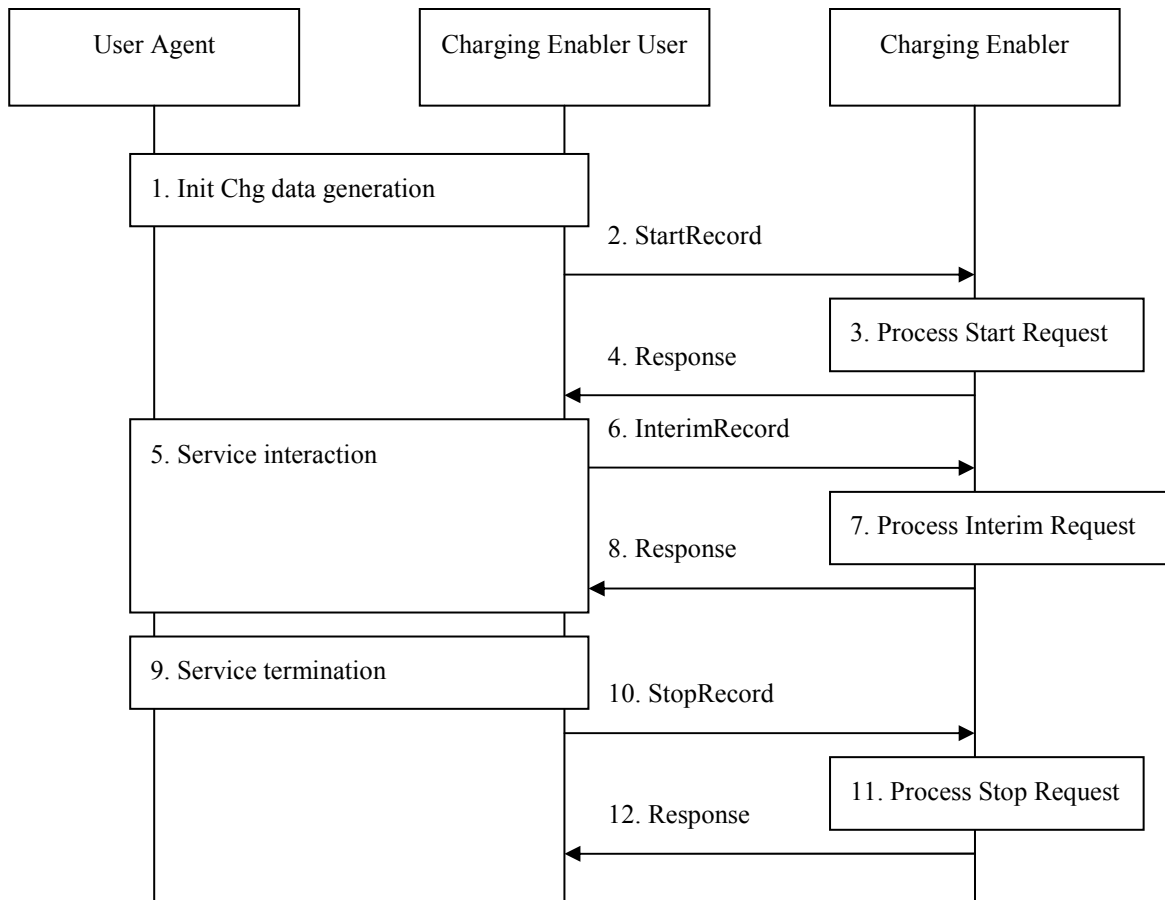 User Agent
Charging Enabler User
Charging Enabler
1. Init Chg data generation
2. StartRecord
3. Process Start Request
4. Response
5. Service interaction
6. InterimRecord
7. Process Interim Request
8. Response
9. Service termination
10. StopRecord
11. Process Stop Request
12. Response